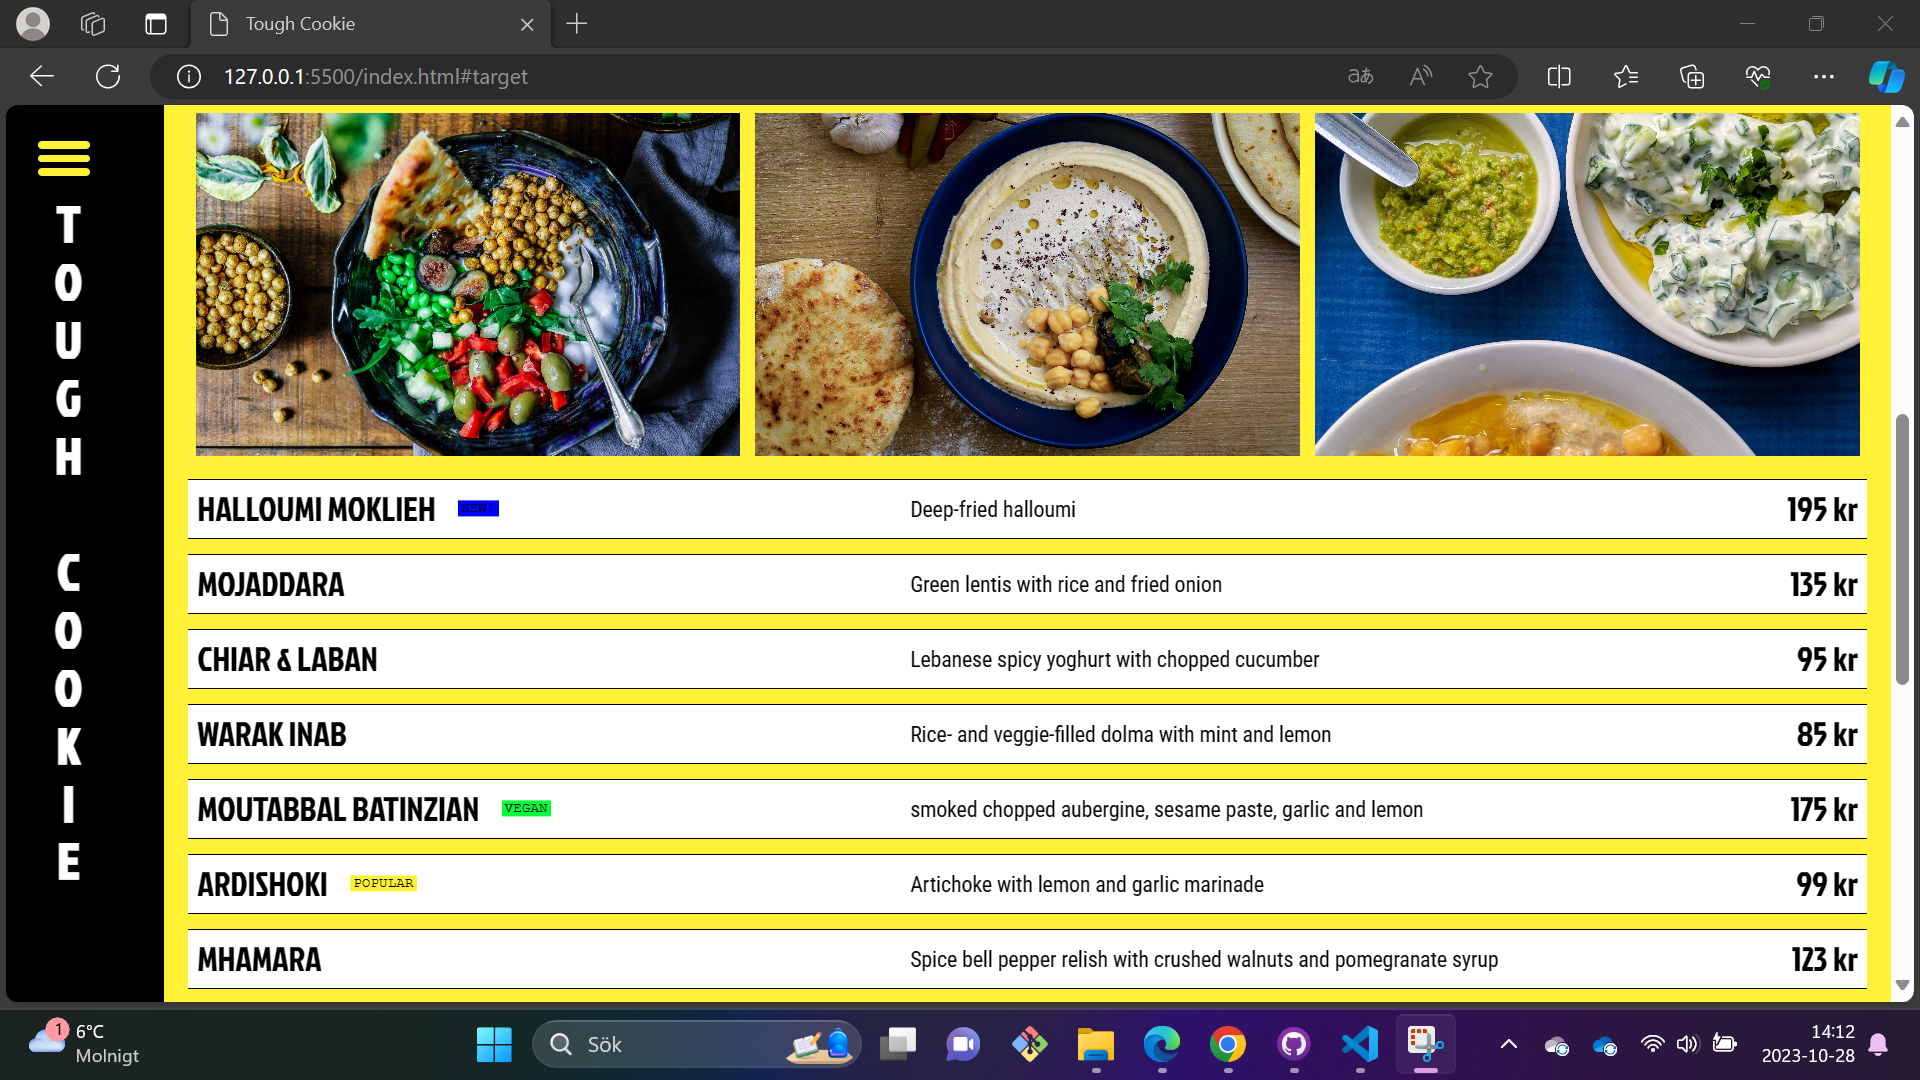 Tough Cookie
127.0.0.1:5500/index.html#target
aあ
TOUGH COOKIE
HALLOUMI MOKLIEH NEW! Deep-fried halloumi 195 kr
MOJADDARA Green lentis with rice and fried onion 135 kr
CHIAR & LABAN Lebanese spicy yoghurt with chopped cucumber 95 kr
WARAK INAB Rice- and veggie-filled dolma with mint and lemon 85 kr
MOUTABBAL BATINZIAN VEGAN smoked chopped aubergine, sesame paste, garlic and lemon 175 kr
ARDISHOKI POPULAR Artichoke with lemon and garlic marinade 99 kr
MHAMARA Spice bell pepper relish with crushed walnuts and pomegranate syrup 123 kr
1 6°C
Molnigt
Sök
14:12
2023-10-28